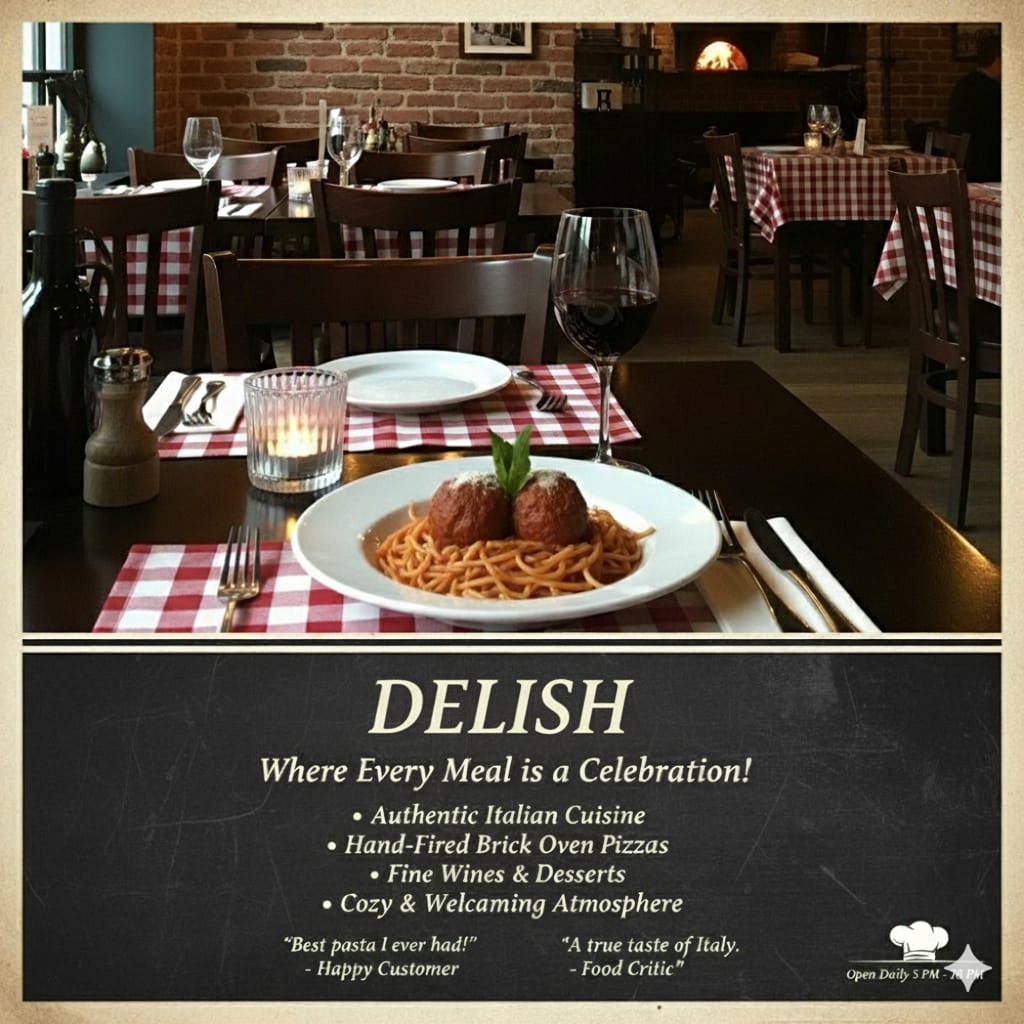 DELISH
Where Every Meal is a Celebration!
• Authentic Italian Cuisine
• Hand-Fired Brick Oven Pizzas
• Fine Wines & Desserts
• Cozy & Welcaming Atmosphere
"Best pasta I ever had!"
- Happy Customer
"A true taste of Italy.
- Food Critic"
Open Daily 5 PM - PM